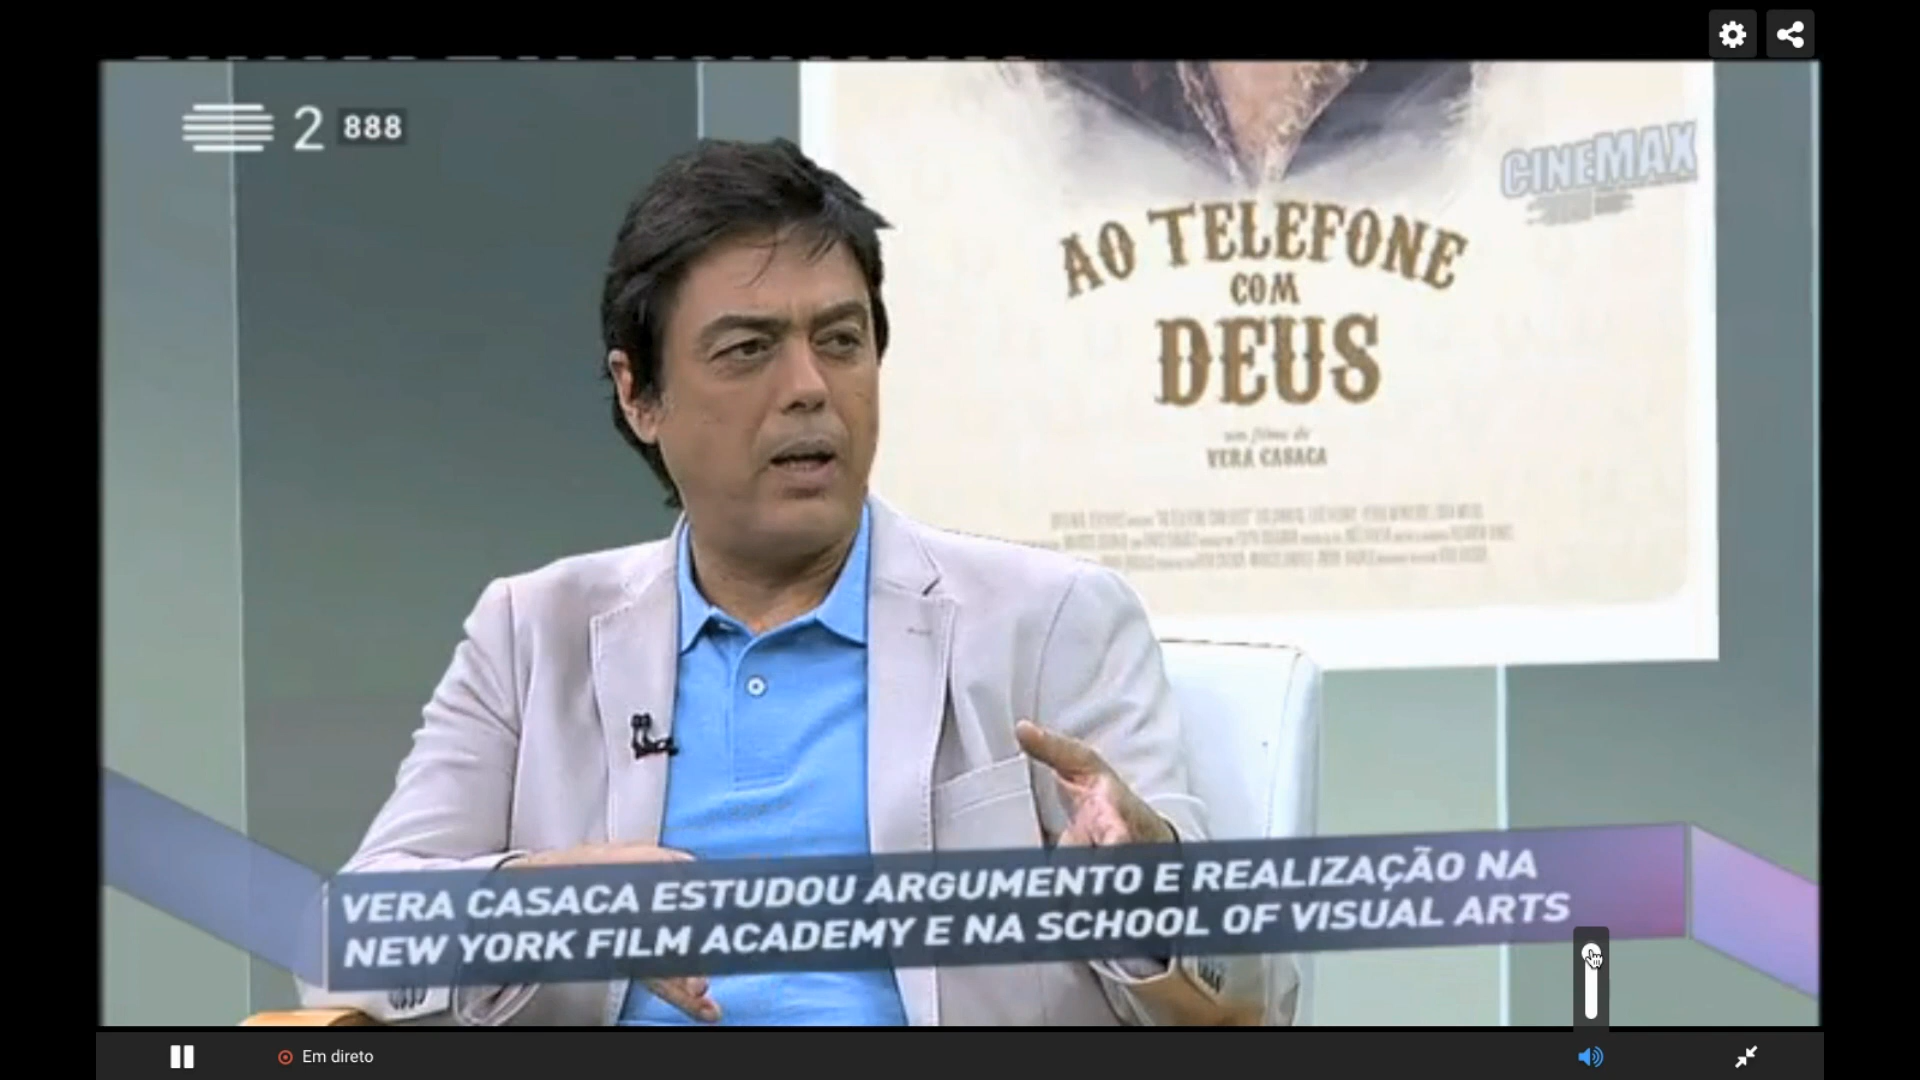 2 888
CINEMAX
AO TELEFONE
COM
DEUS
um filme de
VERA CASACA
VERA CASACA ESTUDOU ARGUMENTO E REALIZAÇÃO NA
NEW YORK FILM ACADEMY E NA SCHOOL OF VISUAL ARTS
Em direto